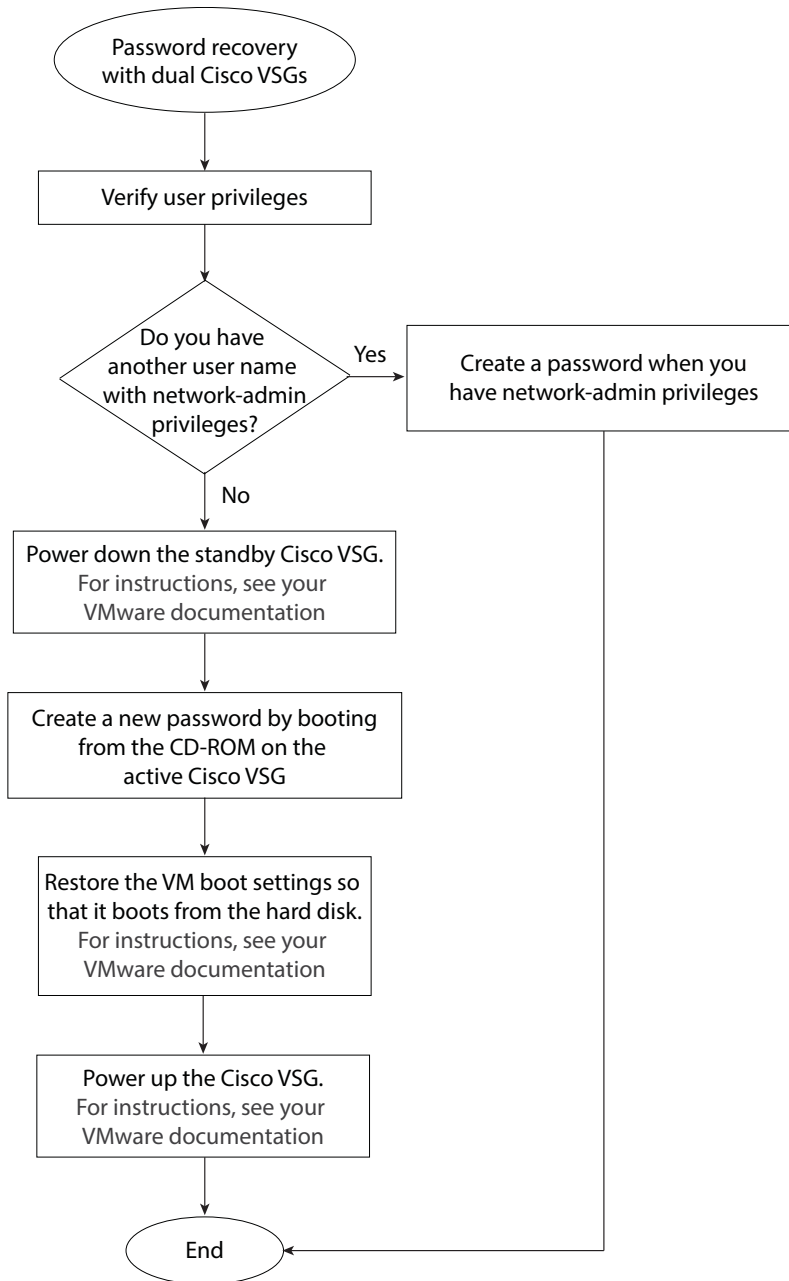 Password recovery
with dual Cisco VSGs
Verify user privileges
Do you have
another user name
with network-admin
privileges?
Yes
Create a password when you
have network-admin privileges
No
Power down the standby Cisco VSG.
For instructions, see your
VMware documentation
Create a new password by booting
from the CD-ROM on the
active Cisco VSG
Restore the VM boot settings so
that it boots from the hard disk.
For instructions, see your
VMware documentation
Power up the Cisco VSG.
For instructions, see your
VMware documentation
End